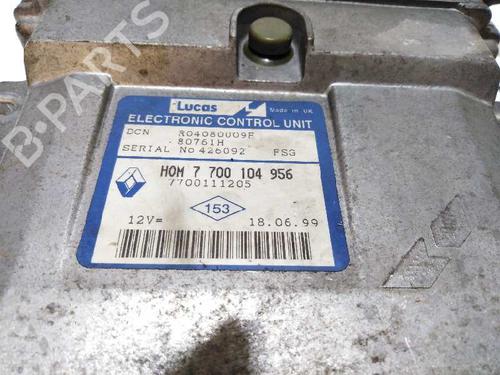 Lucas
Made in UK
ELECTRONIC CONTROL UNIT
DCN R04080009F
80761H
SERIAL No 426092 FSG
HOM 7 700 104 956
7700111205
153
12V= 18.06.99
B-PARTS